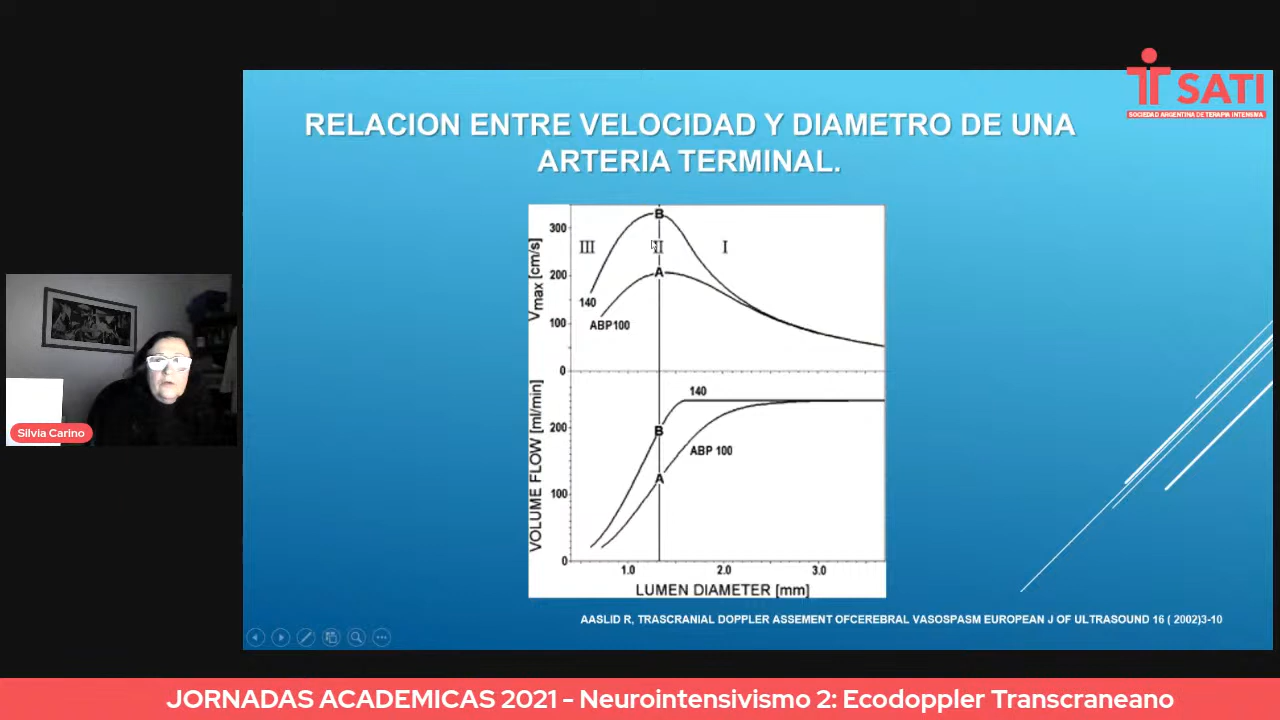 SATI
SOCIEDAD ARGENTINA DE TERAPIA INTENSIVA
RELACION ENTRE VELOCIDAD Y DIAMETRO DE UNA
ARTERIA TERMINAL.
Vmax [cm/s]
300
200
100
0
B
III
II
I
A
140
ABP100
VOLUME FLOW [ml/min]
140
B
200
ABP 100
A
100
0
1.0
2.0
3.0
LUMEN DIAMETER [mm]
AASLID R, TRASCRANIAL DOPPLER ASSEMENT OFCEREBRAL VASOSPASM EUROPEAN J OF ULTRASOUND 16 ( 2002)3-10
Silvia Carino
JORNADAS ACADEMICAS 2021 - Neurointensivismo 2: Ecodoppler Transcraneano